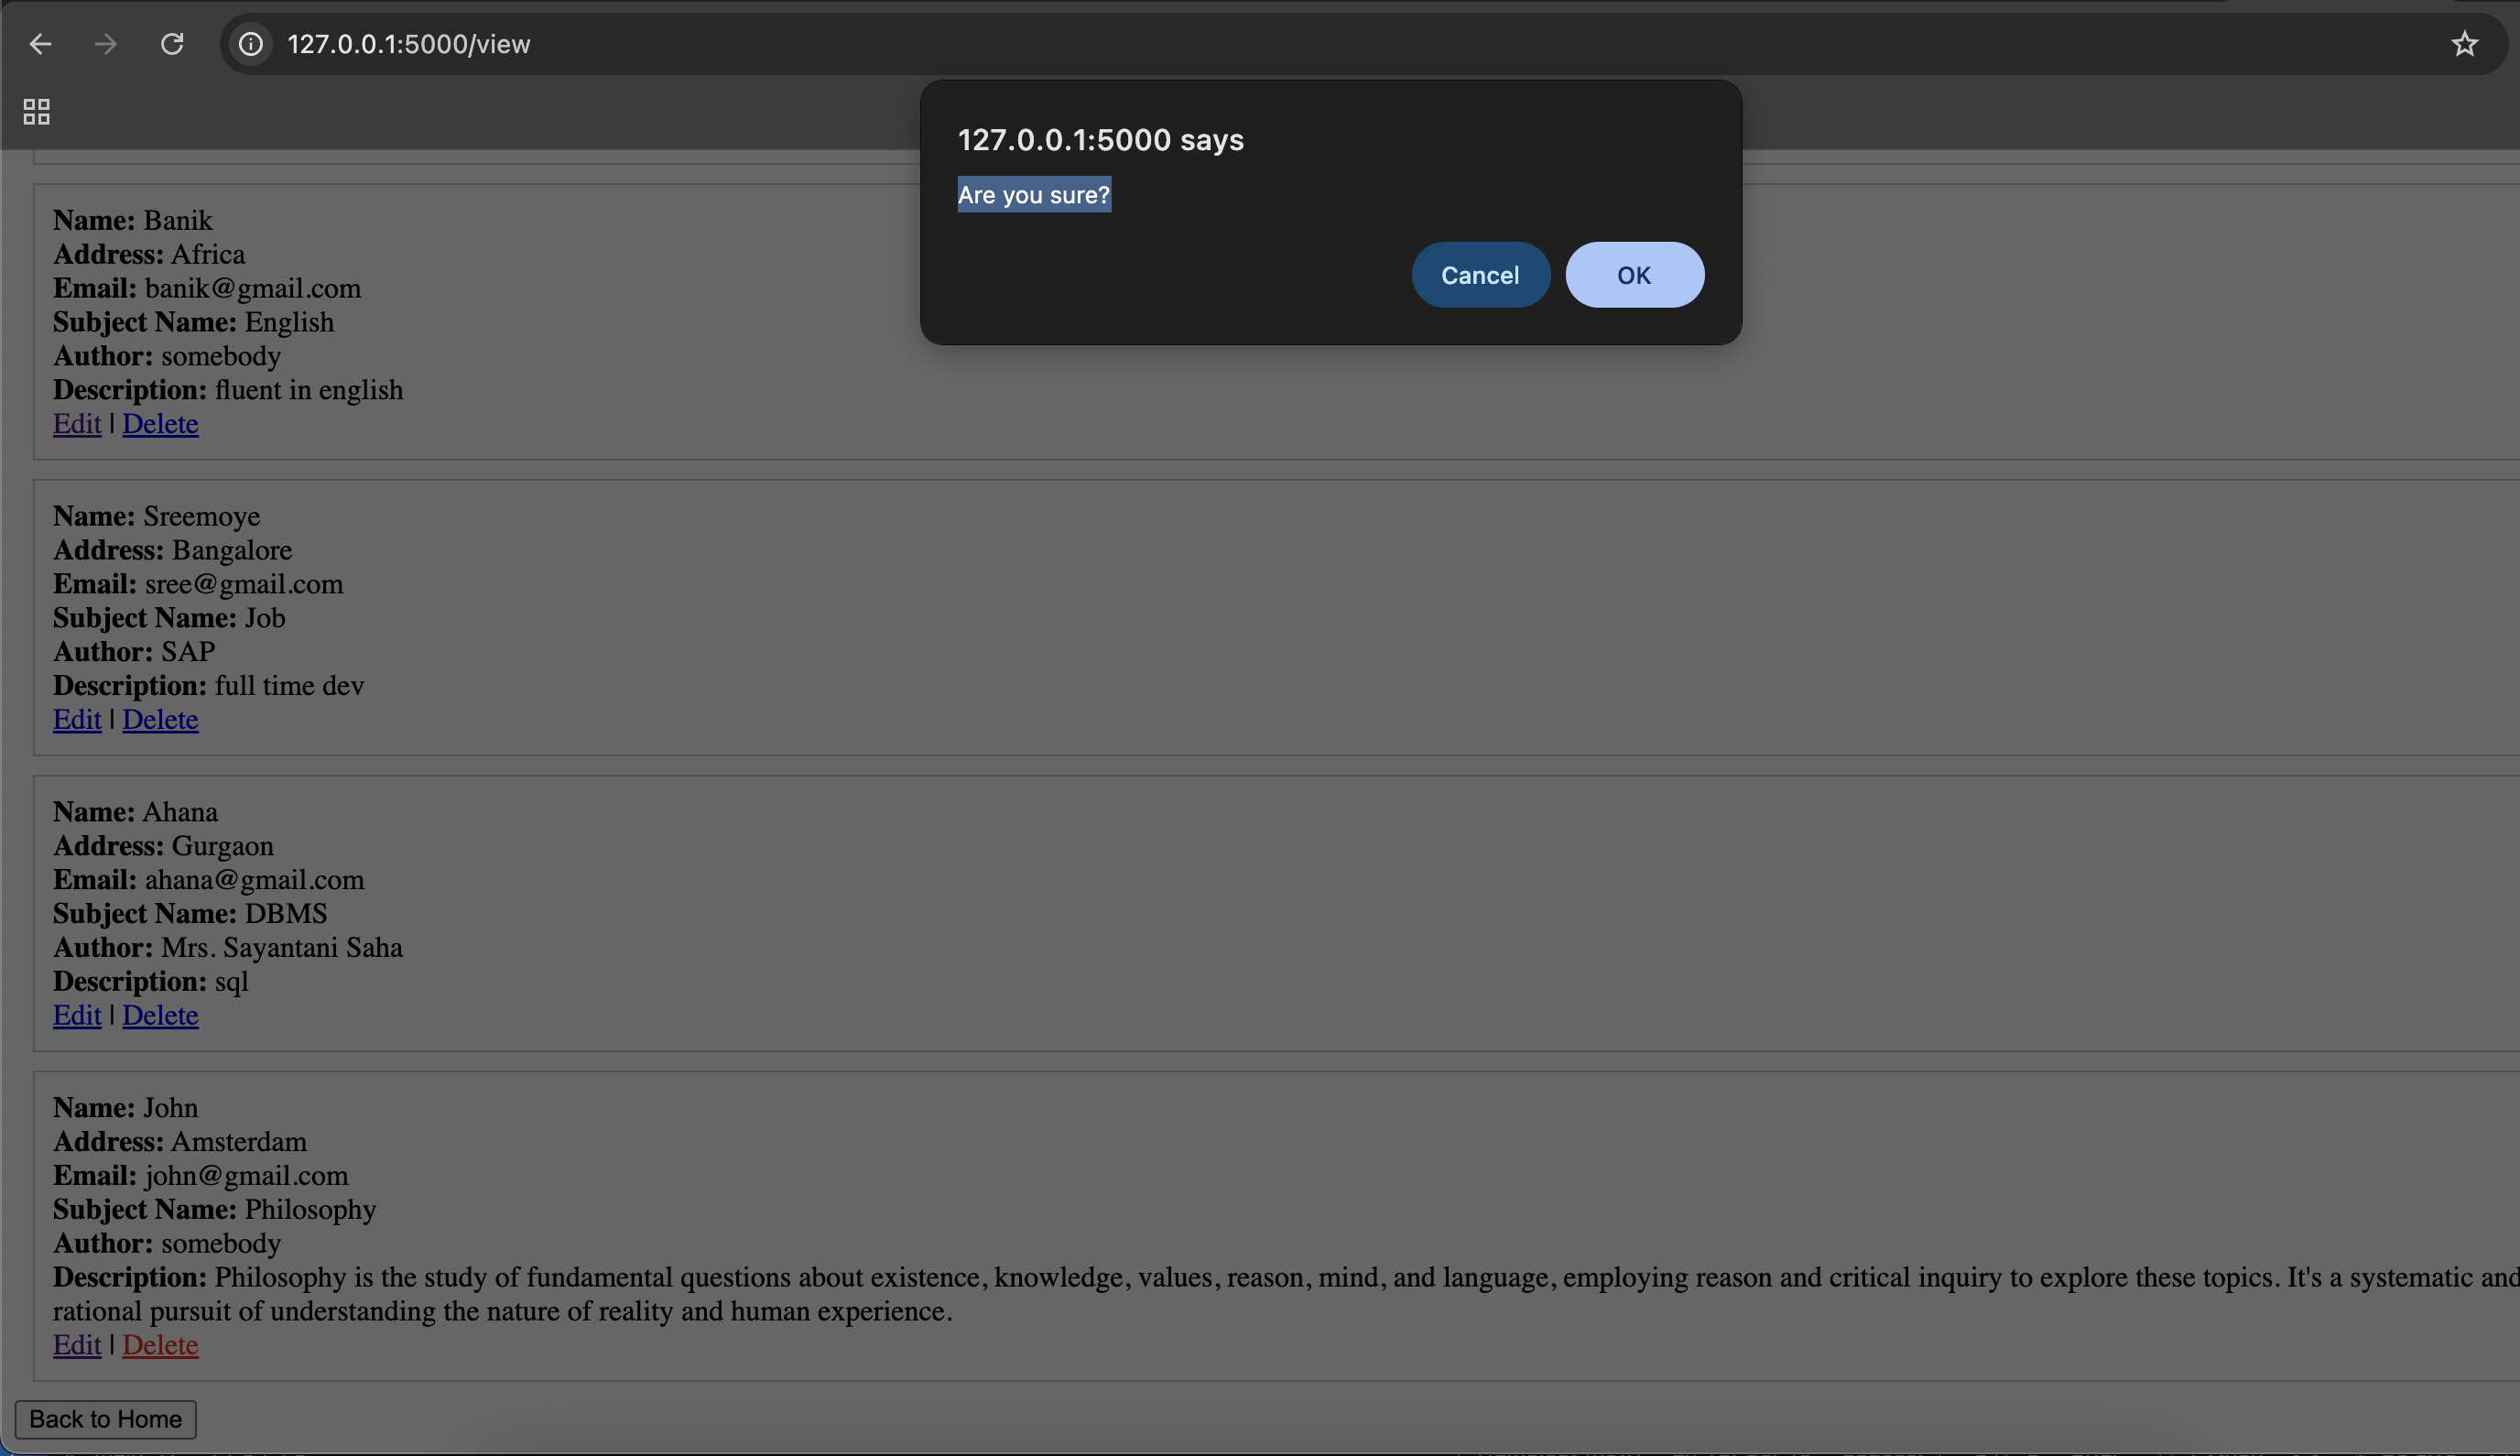 127.0.0.1:5000/view
127.0.0.1:5000 says
Are you sure?
Cancel OK
Name: Banik
Address: Africa
Email: banik@gmail.com
Subject Name: English
Author: somebody
Description: fluent in english
Edit | Delete
Name: Sreemoye
Address: Bangalore
Email: sree@gmail.com
Subject Name: Job
Author: SAP
Description: full time dev
Edit | Delete
Name: Ahana
Address: Gurgaon
Email: ahana@gmail.com
Subject Name: DBMS
Author: Mrs. Sayantani Saha
Description: sql
Edit | Delete
Name: John
Address: Amsterdam
Email: john@gmail.com
Subject Name: Philosophy
Author: somebody
Description: Philosophy is the study of fundamental questions about existence, knowledge, values, reason, mind, and language, employing reason and critical inquiry to explore these topics. It's a systematic and
rational pursuit of understanding the nature of reality and human experience.
Edit | Delete
Back to Home